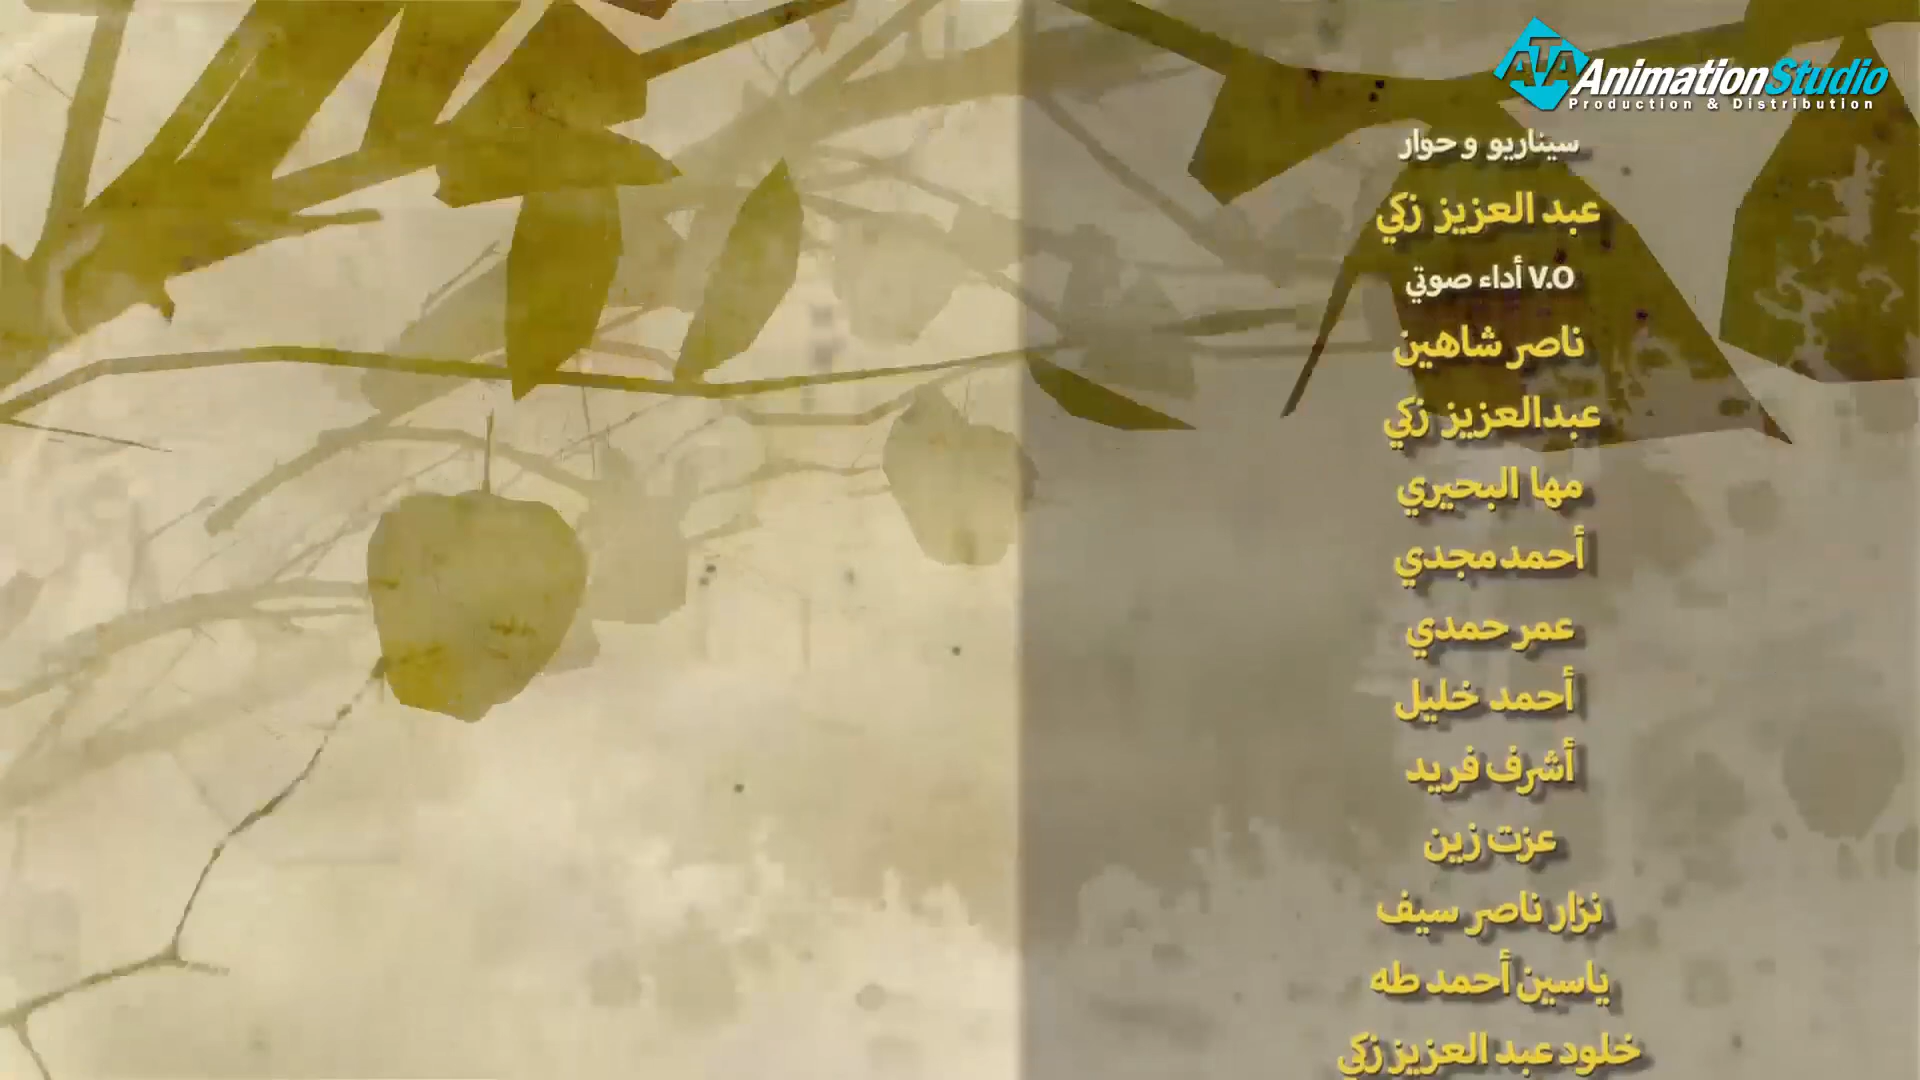 ATA
AnimationStudio
Production & Distribution
سيناريو و حوار
عبد العزيز زكي
V.O أداء صوتي
ناصر شاهين
عبدالعزيز زكي
مها البحيري
أحمد مجدي
عمر حمدي
أحمد خليل
أشرف فريد
عزت زين
نزار ناصر سيف
ياسين أحمد طه
خلود عبد العزيز زكي